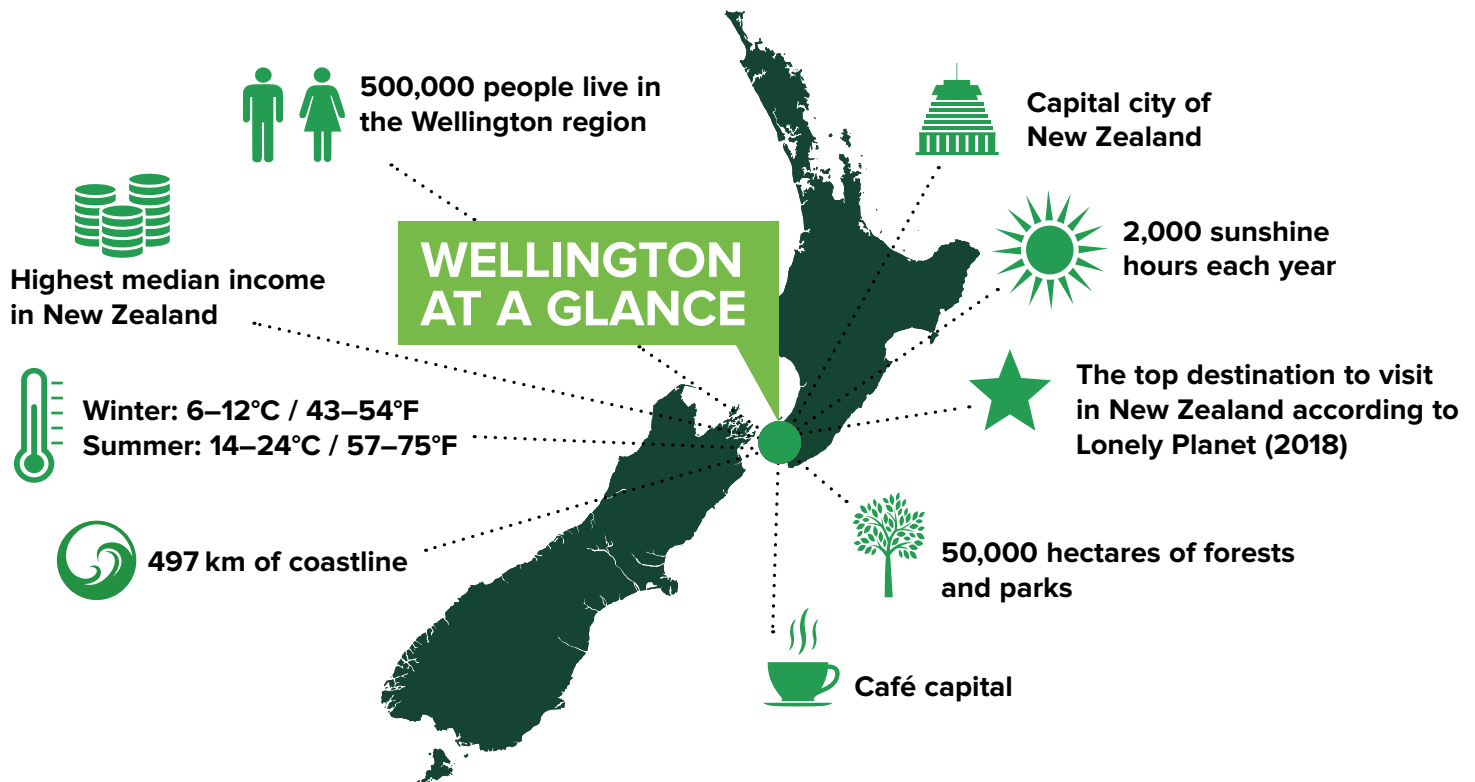 500,000 people live in
the Wellington region
Capital city of
New Zealand
WELLINGTON
AT A GLANCE
2,000 sunshine
hours each year
Highest median income
in New Zealand
The top destination to visit
in New Zealand according to
Lonely Planet (2018)
Winter: 6–12°C / 43–54°F
Summer: 14–24°C / 57–75°F
497 km of coastline
50,000 hectares of forests
and parks
Café capital